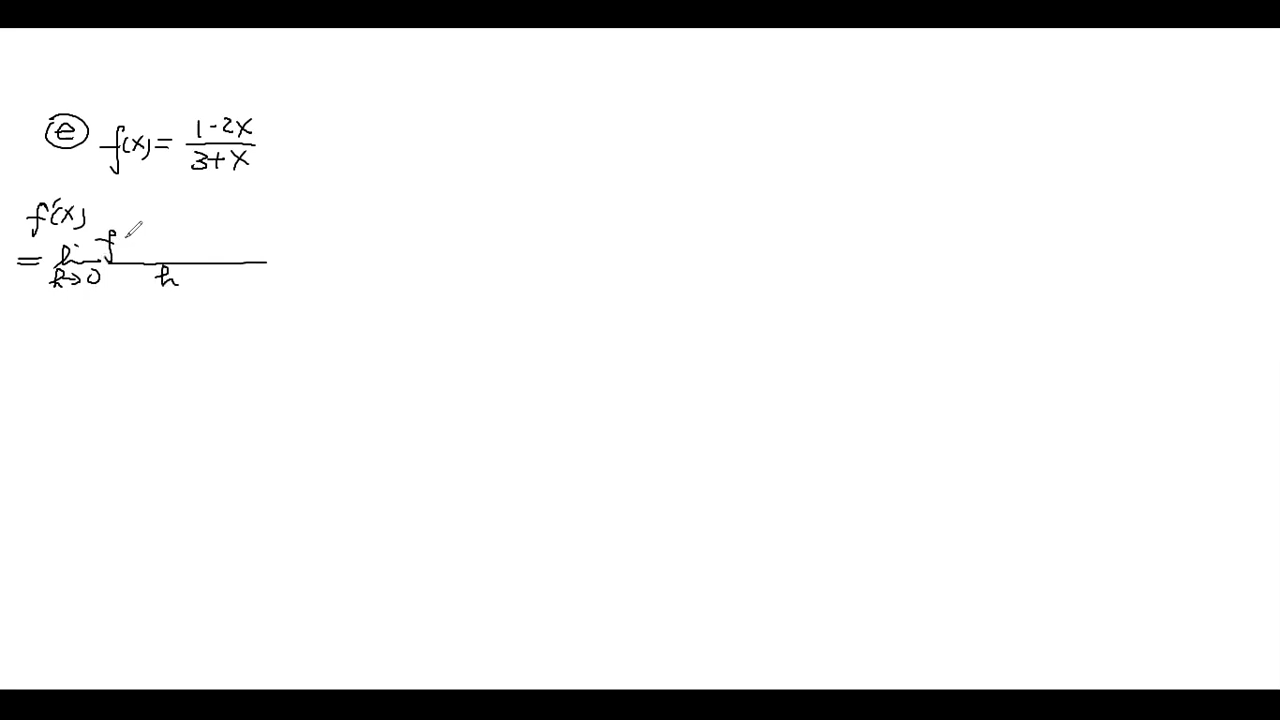 ⓔ f(x) = (1-2x)/(3+x)
f'(x)
= lim h→0 f /h